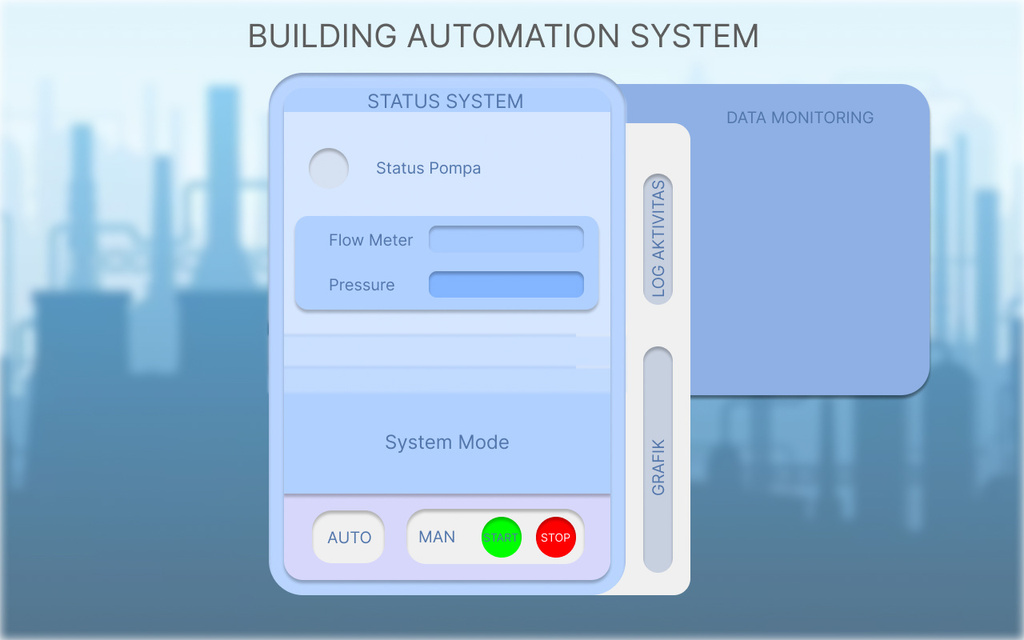 BUILDING AUTOMATION SYSTEM
STATUS SYSTEM
Status Pompa
Flow Meter
Pressure
System Mode
AUTO
MAN
START
STOP
LOG AKTIVITAS
GRAFIK
DATA MONITORING